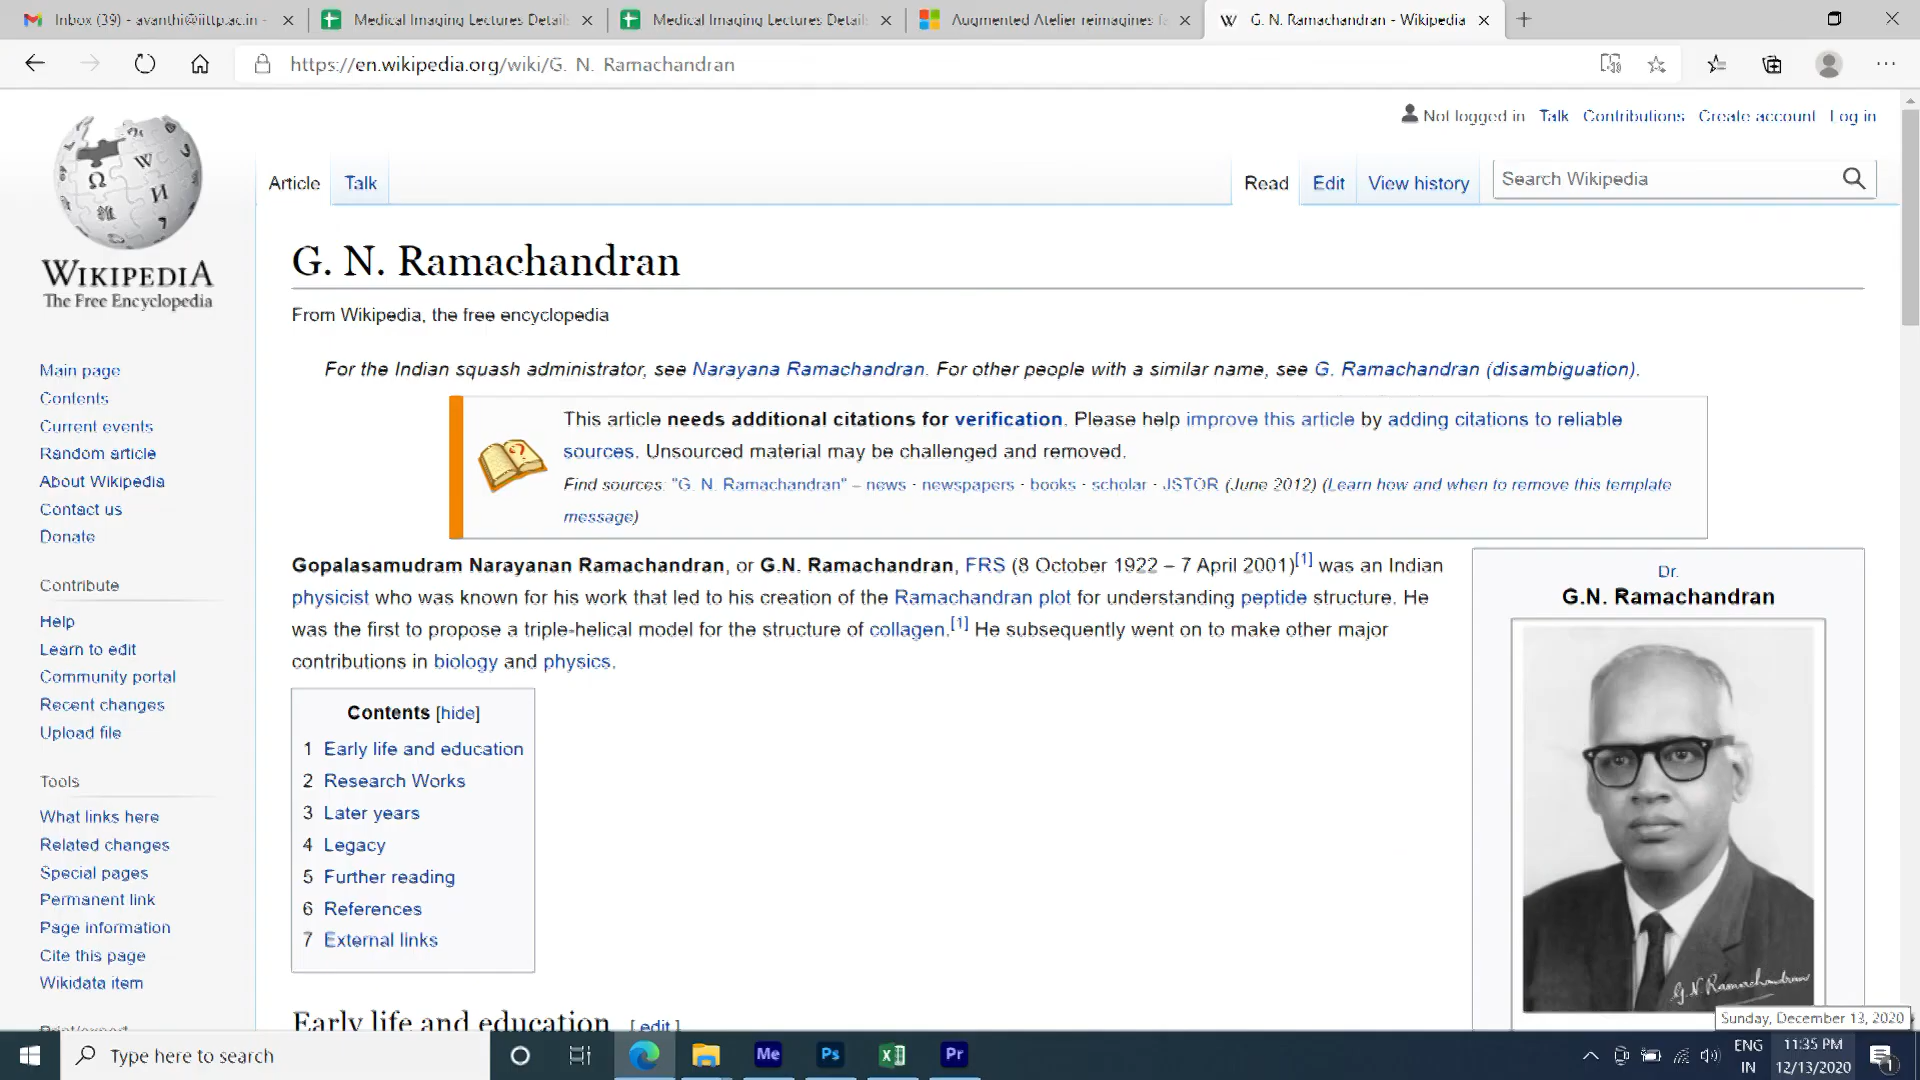 Inbox (39) - avanthi@iittp.ac.in -
Medical Imaging Lectures Details
Medical Imaging Lectures Details
Augmented Atelier reimagines fa
G. N. Ramachandran - Wikipedia
https://en.wikipedia.org/wiki/G. N. Ramachandran
Not logged in Talk Contributions Create account Log in
Article Talk Read Edit View history Search Wikipedia
WIKIPEDIA
The Free Encyclopedia
G. N. Ramachandran
From Wikipedia, the free encyclopedia
For the Indian squash administrator, see Narayana Ramachandran. For other people with a similar name, see G. Ramachandran (disambiguation).
This article needs additional citations for verification. Please help improve this article by adding citations to reliable
sources. Unsourced material may be challenged and removed.
Find sources: "G. N. Ramachandran" – news · newspapers · books · scholar · JSTOR (June 2012) (Learn how and when to remove this template
message)
Gopalasamudram Narayanan Ramachandran, or G.N. Ramachandran, FRS (8 October 1922 – 7 April 2001)[1] was an Indian
physicist who was known for his work that led to his creation of the Ramachandran plot for understanding peptide structure. He
was the first to propose a triple-helical model for the structure of collagen.[1] He subsequently went on to make other major
contributions in biology and physics.
Dr.
G.N. Ramachandran
G.N. Ramachandran
Contents [hide]
1 Early life and education
2 Research Works
3 Later years
4 Legacy
5 Further reading
6 References
7 External links
Early life and education [ edit ]
Main page
Contents
Current events
Random article
About Wikipedia
Contact us
Donate
Contribute
Help
Learn to edit
Community portal
Recent changes
Upload file
Tools
What links here
Related changes
Special pages
Permanent link
Page information
Cite this page
Wikidata item
Print/export
Sunday, December 13, 2020
Type here to search
Me
Ps
Pr
ENG
IN
11:35 PM
12/13/2020
1